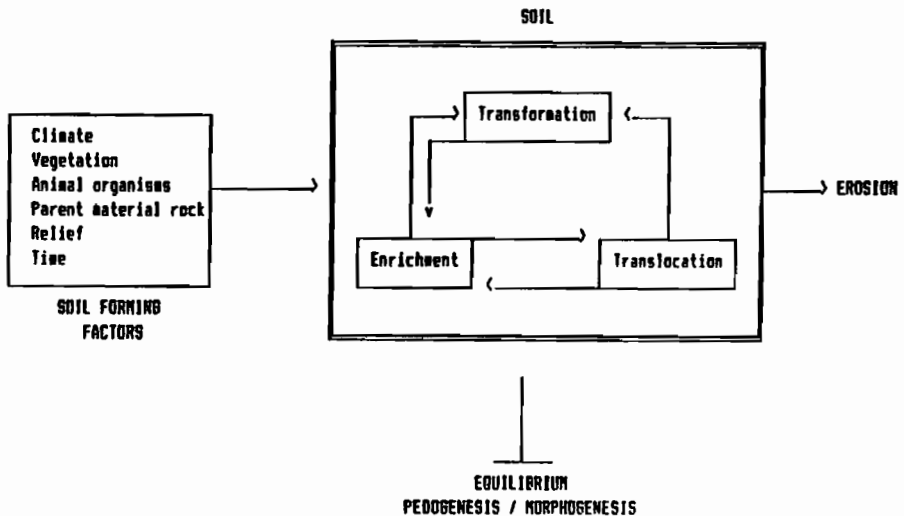 SOIL
Transformation
Climate
Vegetation
Animal organisms
Parent material rock
Relief
Time
EROSION
Enrichment
Translocation
SOIL FORMING
FACTORS
EQUILIBRIUM
PEDOGENESIS / MORPHOGENESIS